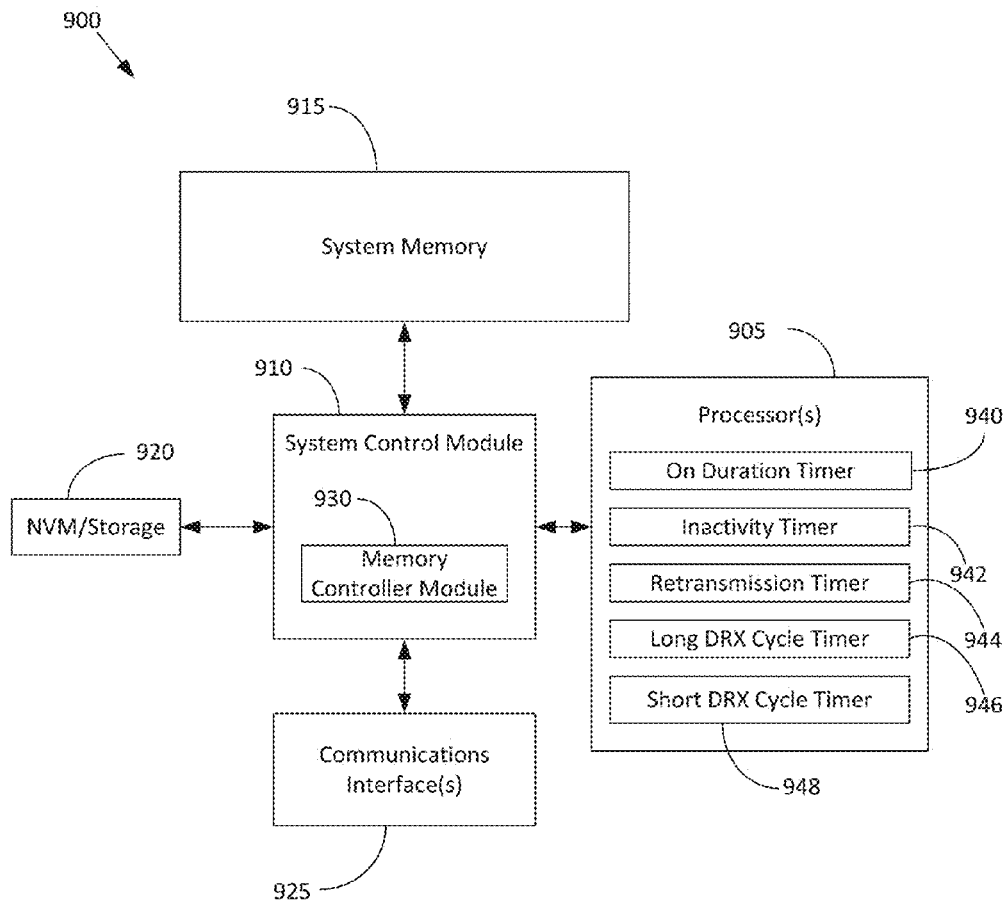 900
915
System Memory
905
910
Processor(s)
940
System Control Module
On Duration Timer
920
930
NVM/Storage
Inactivity Timer
942
Memory
Controller Module
Retransmission Timer
944
Long DRX Cycle Timer
946
Short DRX Cycle Timer
Communications
Interface(s)
948
925